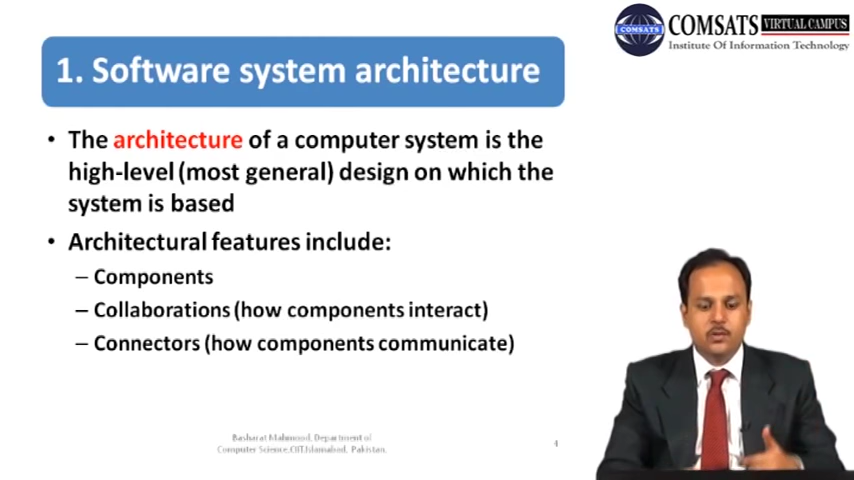 COMSATS VIRTUAL CAMPUS
COMSATS
Institute Of Information Technology
1. Software system architecture
• The architecture of a computer system is the
high-level (most general) design on which the
system is based
• Architectural features include:
– Components
– Collaborations (how components interact)
– Connectors (how components communicate)
Basharat Mahmood, Department of
Computer Science,CIIT,Islamabad, Pakistan.
4